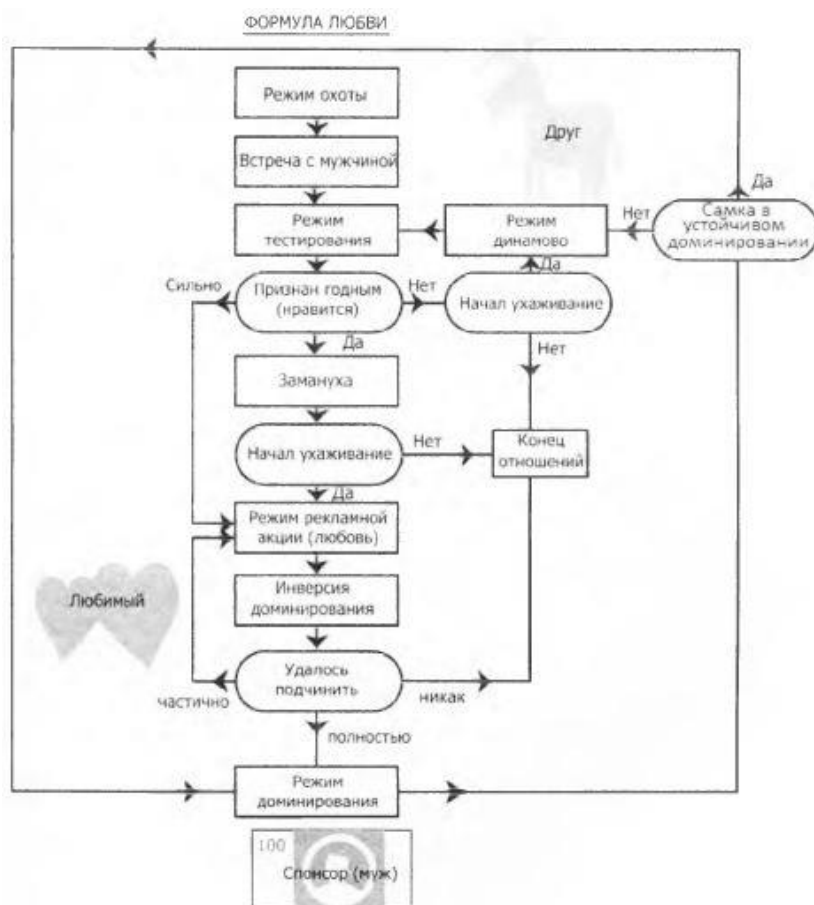 ФОРМУЛА ЛЮБВИ
Режим охоты
Встреча с мужчиной
Друг
Да
Режим
тестирования
Режим
динамово
Нет
Самка в
устойчивом
доминировании
Сильно
Признан годным
(нравится)
Нет
Да
Начал ухаживание
Да
Нет
Замануха
Начал ухаживание
Нет
Конец
отношений
Да
Режим рекламной
акции (любовь)
Любимый
Инверсия
доминирования
Удалось
подчинить
частично
никак
полностью
Режим
доминирования
100
Спонсор (муж)